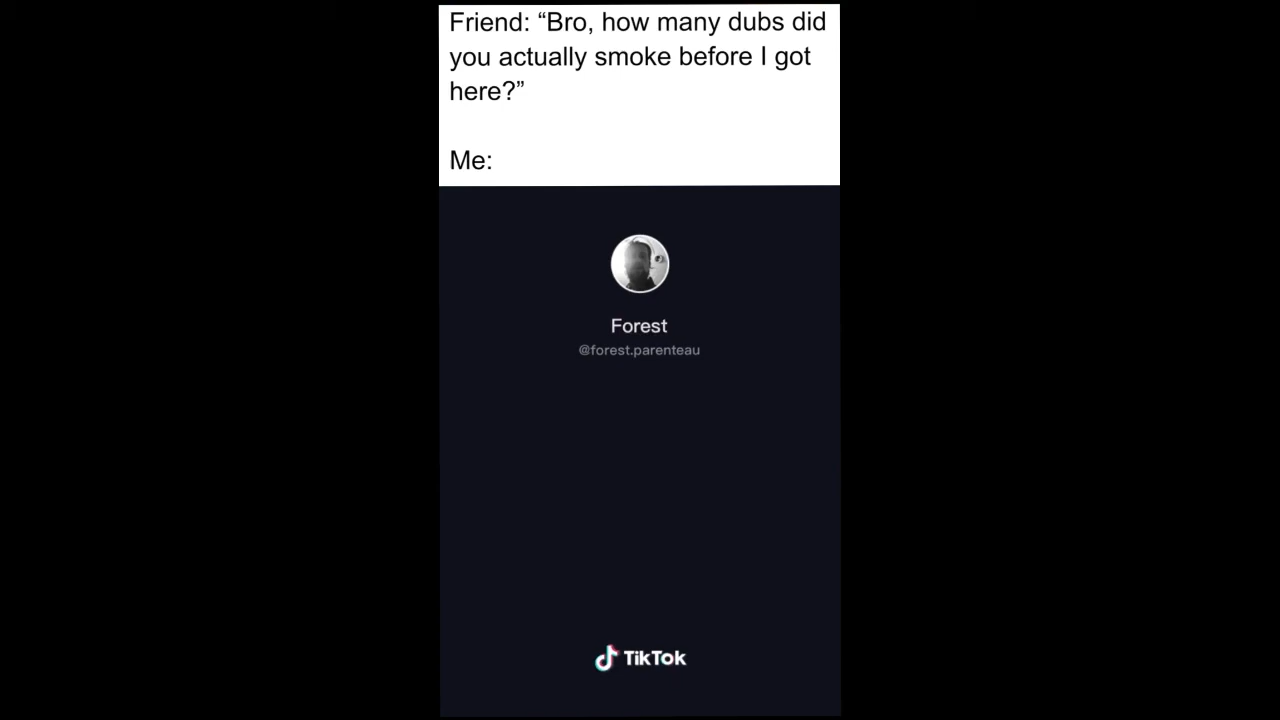 Friend: “Bro, how many dubs did
you actually smoke before I got
here?”
Me:
Forest
@forest.parenteau
TikTok